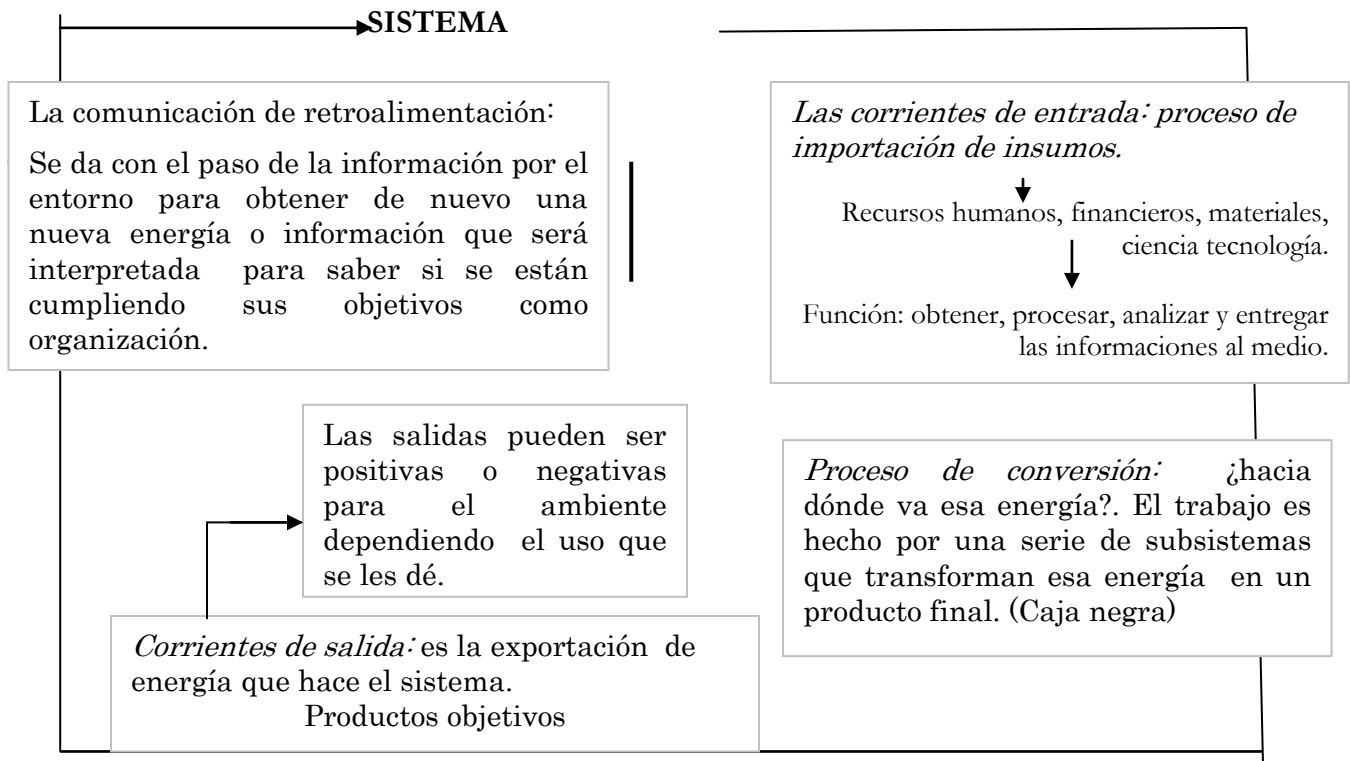 SISTEMA
La comunicación de retroalimentación:
Se da con el paso de la información por el
entorno para obtener de nuevo una
nueva energía o información que será
interpretada para saber si se están
cumpliendo sus objetivos como
organización.
Las corrientes de entrada: proceso de
importación de insumos.
Recursos humanos, financieros, materiales,
ciencia tecnología.
Función: obtener, procesar, analizar y entregar
las informaciones al medio.
Proceso de conversión: ¿hacia
dónde va esa energía?. El trabajo es
hecho por una serie de subsistemas
que transforman esa energía en un
producto final. (Caja negra)
Las salidas pueden ser
positivas o negativas
para el ambiente
dependiendo el uso que
se les dé.
Corrientes de salida: es la exportación de
energía que hace el sistema.
Productos objetivos